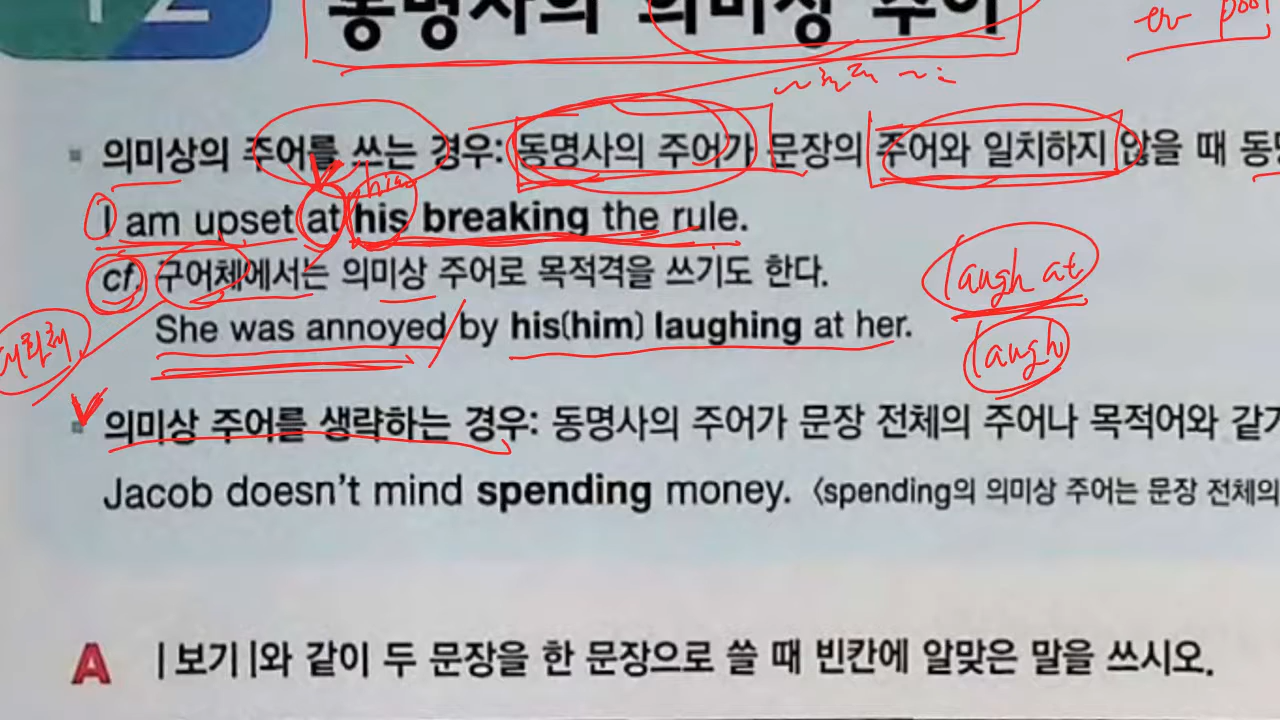 12
동명사의 의미상 주어
의미상의 주어를 쓰는 경우: 동명사의 주어가 문장의 주어와 일치하지 않을 때
him
I am upset at his breaking the rule.
laugh at
cf. 구어체에서는 의미상 주어로 목적격을 쓰기도 한다.
She was annoyed by his(him) laughing at her.
laugh
의미상 주어를 생략하는 경우: 동명사의 주어가 문장 전체의 주어나 목적어와 같거
Jacob doesn't mind spending money. 〈spending의 의미상 주어는 문장 전체의
A |보기|와 같이 두 문장을 한 문장으로 쓸 때 빈칸에 알맞은 말을 쓰시오.